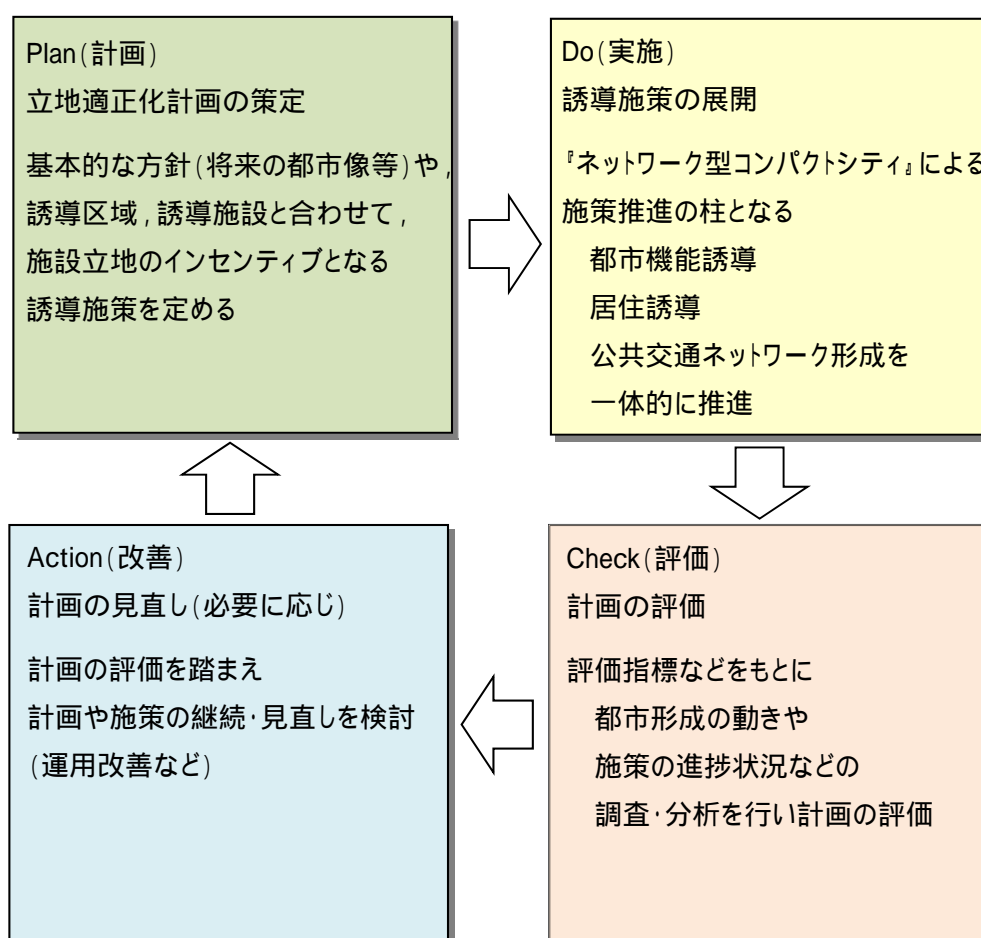 Plan(計画)
立地適正化計画の策定
基本的な方針(将来の都市像等)や,
誘導区域,誘導施設と合わせて,
施設立地のインセンティブとなる
誘導施策を定める
Do(実施)
誘導施策の展開
『ネットワーク型コンパクトシティ』による
施策推進の柱となる
都市機能誘導
居住誘導
公共交通ネットワーク形成を
一体的に推進
Check(評価)
計画の評価
評価指標などをもとに
都市形成の動きや
施策の進捗状況などの
調査・分析を行い計画の評価
Action(改善)
計画の見直し(必要に応じ)
計画の評価を踏まえ
計画や施策の継続・見直しを検討
(運用改善など)